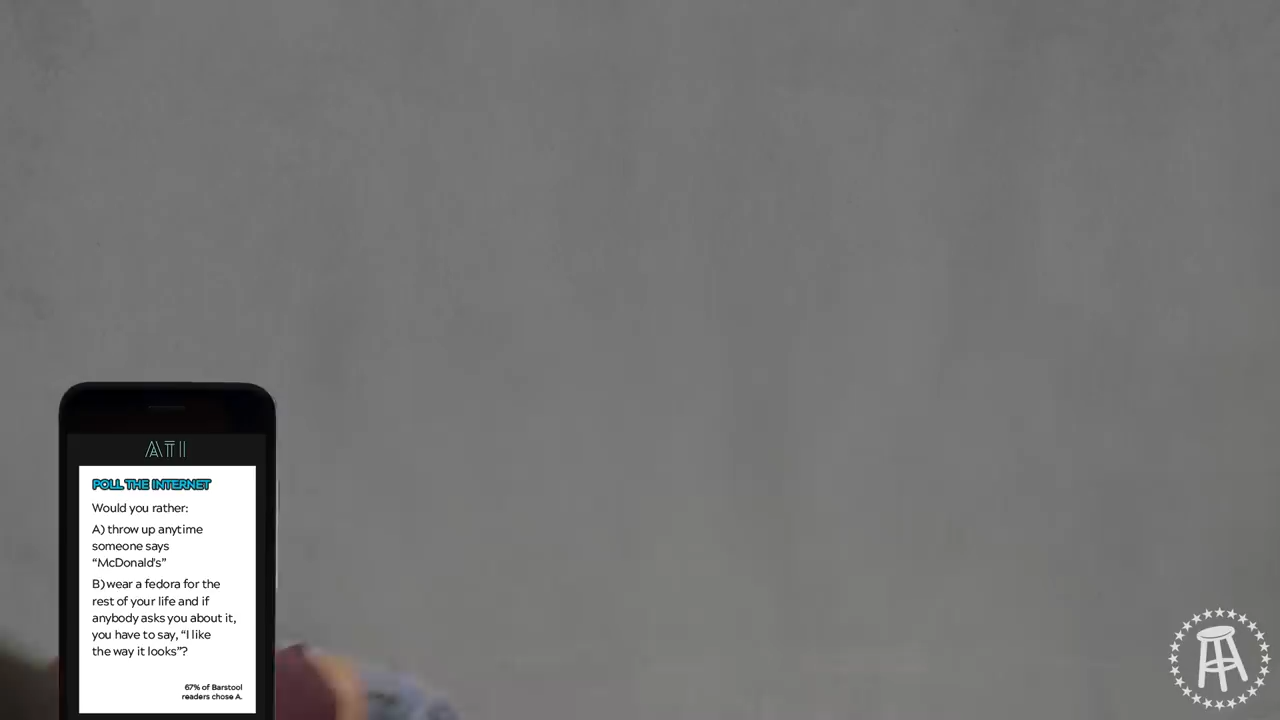 ATI
POLL THE INTERNET
Would you rather:
A) throw up anytime
someone says
“McDonald's”
B) wear a fedora for the
rest of your life and if
anybody asks you about it,
you have to say, “I like
the way it looks”?
67% of Barstool
readers chose A.